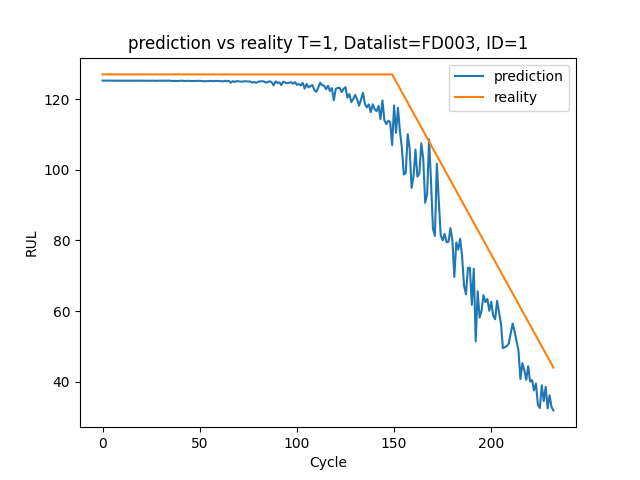 prediction vs reality T=1, Datalist=FD003, ID=1
prediction
reality
RUL
120
100
80
60
40
0
50
100
150
200
Cycle